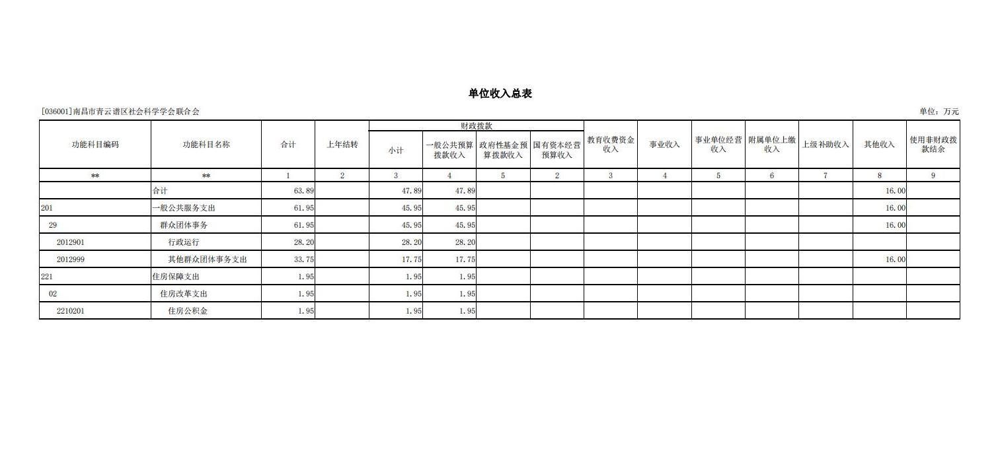 单位收入总表
[036001]南昌市青云谱区社会科学学会联合会 单位：万元
财政拨款
功能科目编码 功能科目名称 合计 上年结转 小计 一般公共预算拨款收入 政府性基金预算拨款收入 国有资本经营预算收入 教育收费资金收入 事业收入 事业单位经营收入 附属单位上缴收入 上级补助收入 其他收入 使用非财政拨款结余
** ** 1 2 3 4 5 2 3 4 5 6 7 8 9
合计 63.89 47.89 47.89 16.00
201 一般公共服务支出 61.95 45.95 45.95 16.00
29 群众团体事务 61.95 45.95 45.95 16.00
2012901 行政运行 28.20 28.20 28.20
2012999 其他群众团体事务支出 33.75 17.75 17.75 16.00
221 住房保障支出 1.95 1.95 1.95
02 住房改革支出 1.95 1.95 1.95
2210201 住房公积金 1.95 1.95 1.95